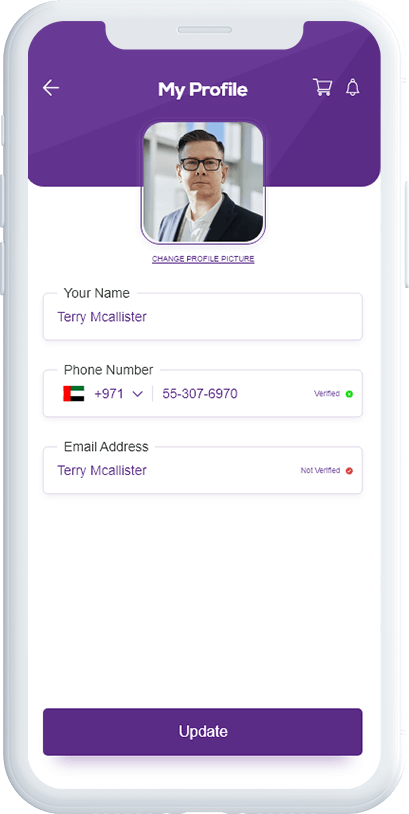 My Profile
CHANGE PROFILE PICTURE
Your Name
Terry Mcallister
Phone Number
+971 55-307-6970 Verified
Email Address
Terry Mcallister Not Verified
Update